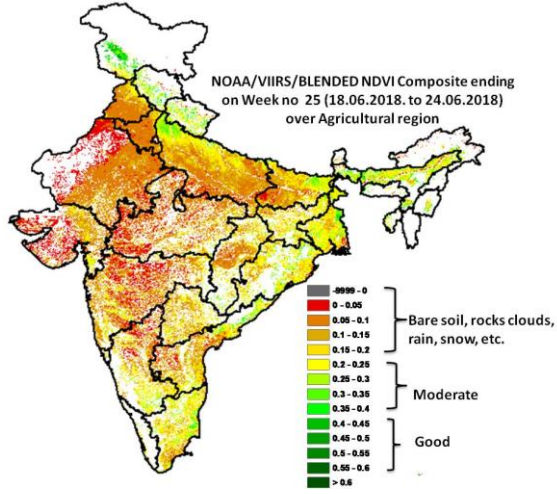 NOAA/VIIRS/BLENDED NDVI Composite ending
on Week no 25 (18.06.2018. to 24.06.2018)
over Agricultural region
-9999 - 0
0 - 0.05
0.05 - 0.1
0.1 - 0.15
0.15 - 0.2
0.2 - 0.25
0.25 - 0.3
0.3 - 0.35
0.35 - 0.4
0.4 - 0.45
0.45 - 0.5
0.5 - 0.55
0.55 - 0.6
> 0.6
Bare soil, rocks clouds,
rain, snow, etc.
Moderate
Good